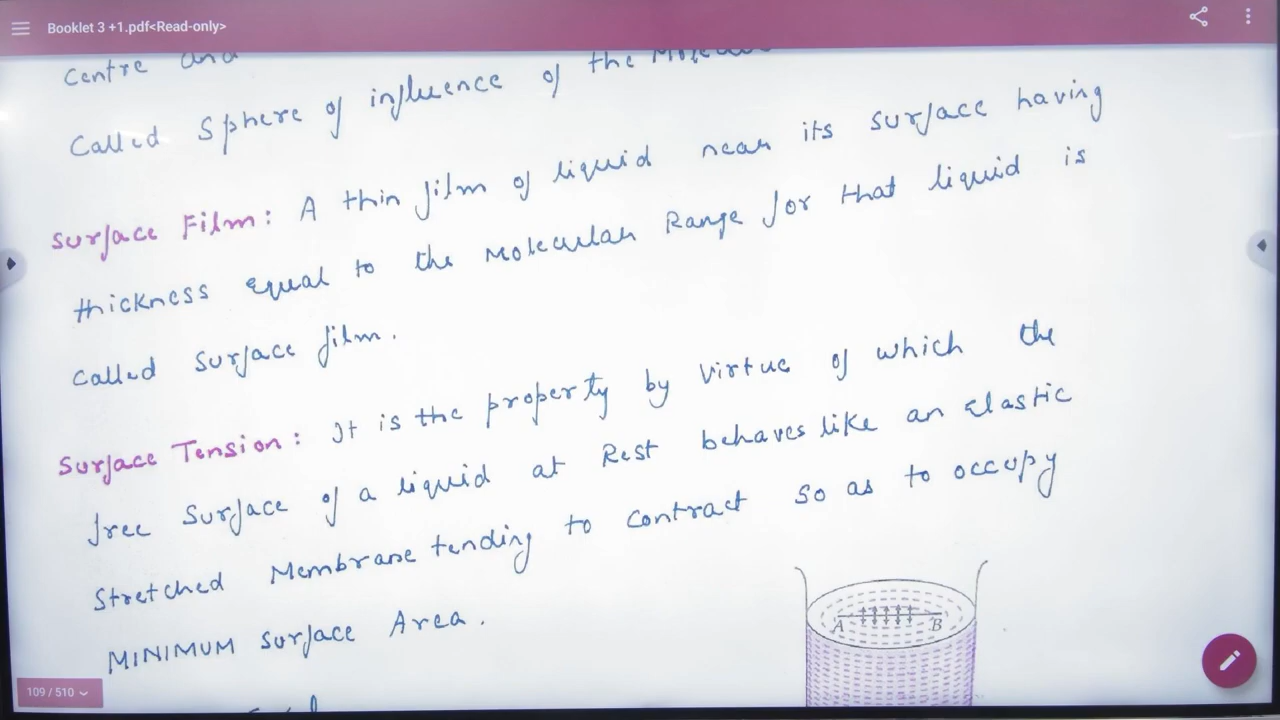 Booklet 3 +1.pdf<Read-only>
Centre and
Called Sphere of influence of the
Surface Film: A thin film of liquid near its surface having
thickness equal to the Molecular Range for that liquid is
called surface film.
Surface Tension: It is the property by virtue of which the
free surface of a liquid at Rest behaves like an elastic
stretched Membrane tending to contract so as to occupy
MINIMUM surface Area.
A B
109 / 510